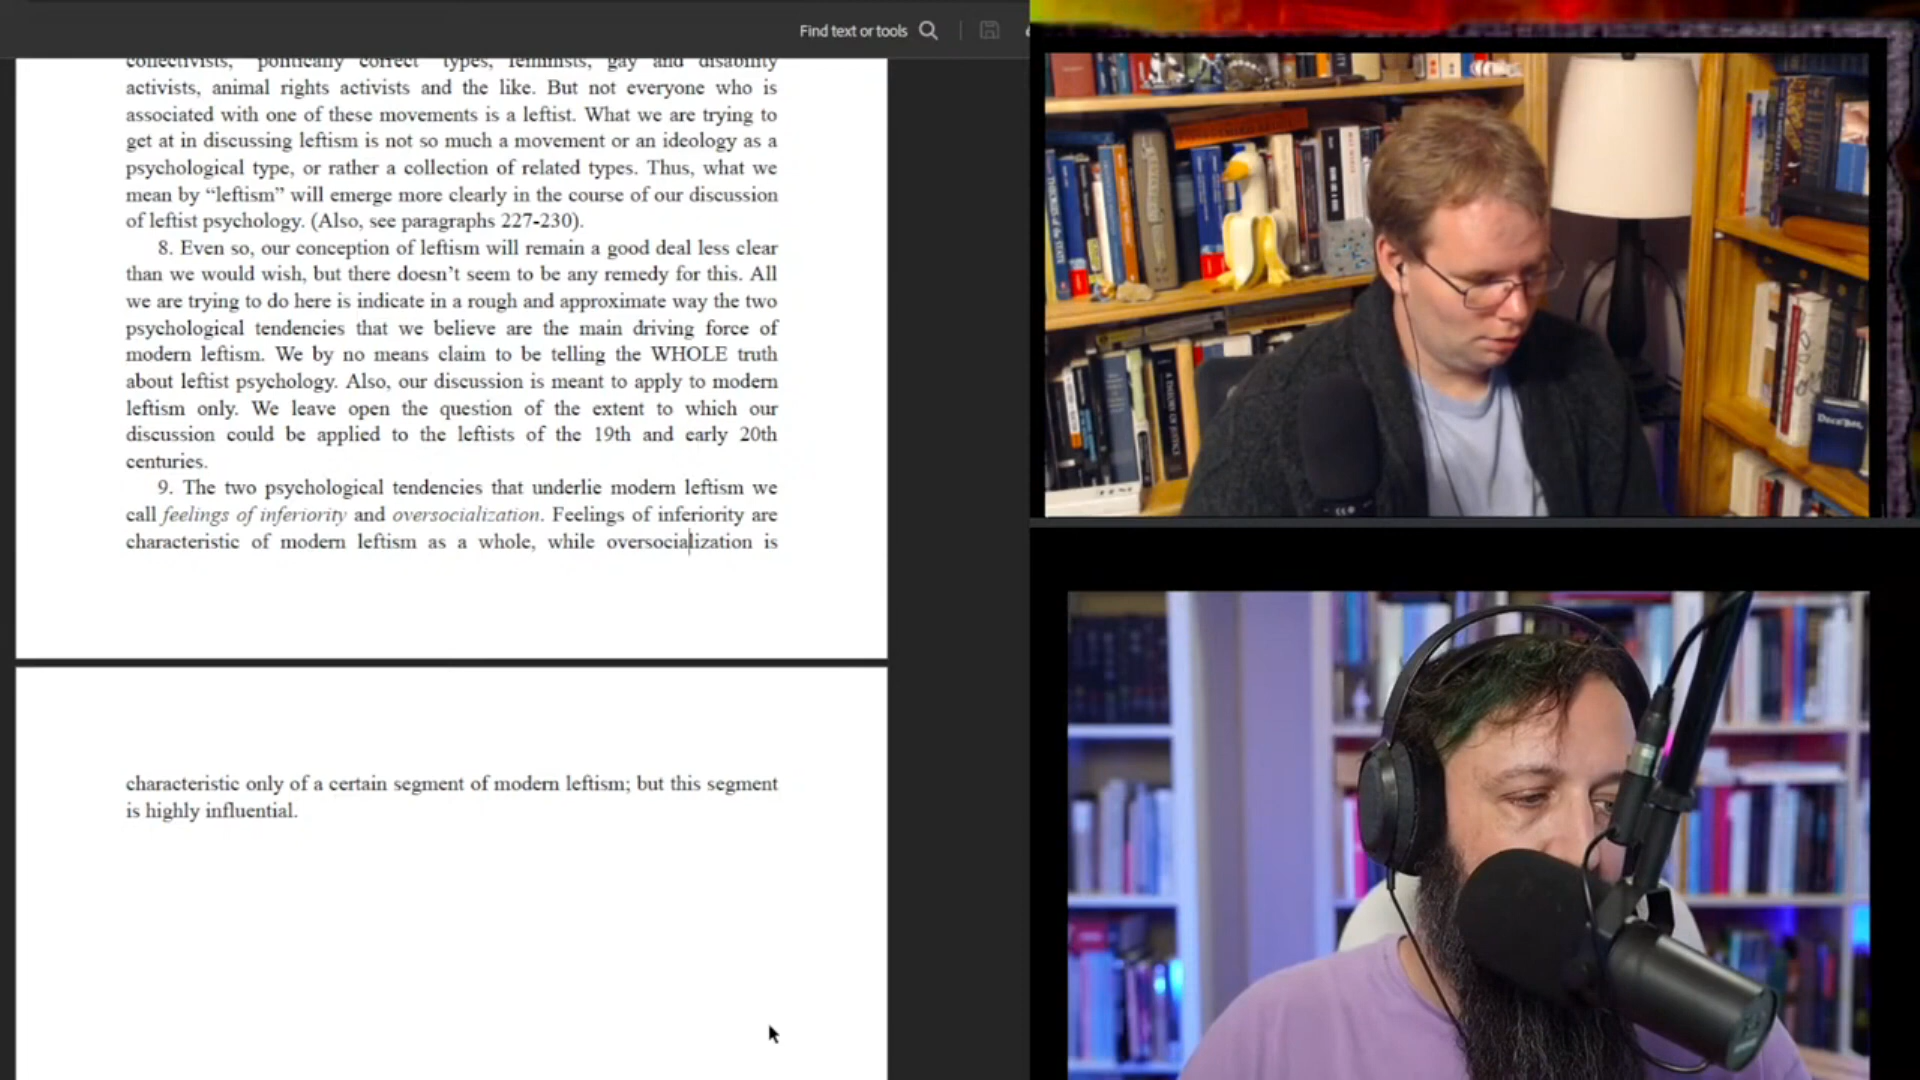 Find text or tools
collectivists, "politically correct" types, feminists, gay and disability
activists, animal rights activists and the like. But not everyone who is
associated with one of these movements is a leftist. What we are trying to
get at in discussing leftism is not so much a movement or an ideology as a
psychological type, or rather a collection of related types. Thus, what we
mean by “leftism” will emerge more clearly in the course of our discussion
of leftist psychology. (Also, see paragraphs 227-230).
8. Even so, our conception of leftism will remain a good deal less clear
than we would wish, but there doesn’t seem to be any remedy for this. All
we are trying to do here is indicate in a rough and approximate way the two
psychological tendencies that we believe are the main driving force of
modern leftism. We by no means claim to be telling the WHOLE truth
about leftist psychology. Also, our discussion is meant to apply to modern
leftism only. We leave open the question of the extent to which our
discussion could be applied to the leftists of the 19th and early 20th
centuries.
9. The two psychological tendencies that underlie modern leftism we
call feelings of inferiority and oversocialization. Feelings of inferiority are
characteristic of modern leftism as a whole, while oversocialization is
characteristic only of a certain segment of modern leftism; but this segment
is highly influential.
A THEORY OF JUSTICE